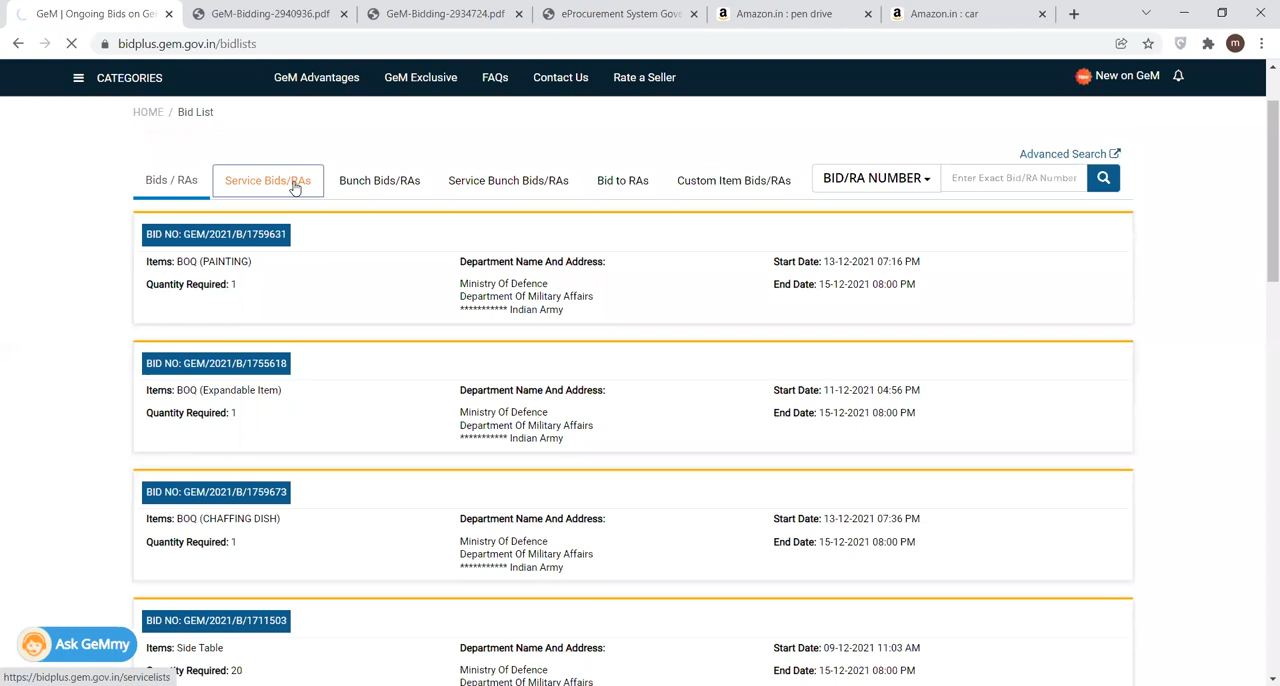 GeM | Ongoing Bids on Ge
GeM-Bidding-2940936.pdf
GeM-Bidding-2934724.pdf
eProcurement System Gove
Amazon.in : pen drive
Amazon.in : car
bidplus.gem.gov.in/bidlists
m
CATEGORIES
GeM Advantages
GeM Exclusive
FAQs
Contact Us
Rate a Seller
New on GeM
HOME / Bid List
Advanced Search
Bids / RAs
Service Bids/RAs
Bunch Bids/RAs
Service Bunch Bids/RAs
Bid to RAs
Custom Item Bids/RAs
BID/RA NUMBER
Enter Exact Bid/RA Number
BID NO: GEM/2021/B/1759631
Items: BOQ (PAINTING)
Quantity Required: 1
Department Name And Address:
Ministry Of Defence
Department Of Military Affairs
*********** Indian Army
Start Date: 13-12-2021 07:16 PM
End Date: 15-12-2021 08:00 PM
BID NO: GEM/2021/B/1755618
Items: BOQ (Expandable Item)
Quantity Required: 1
Department Name And Address:
Ministry Of Defence
Department Of Military Affairs
*********** Indian Army
Start Date: 11-12-2021 04:56 PM
End Date: 15-12-2021 08:00 PM
BID NO: GEM/2021/B/1759673
Items: BOQ (CHAFFING DISH)
Quantity Required: 1
Department Name And Address:
Ministry Of Defence
Department Of Military Affairs
*********** Indian Army
Start Date: 13-12-2021 07:36 PM
End Date: 15-12-2021 08:00 PM
BID NO: GEM/2021/B/1711503
Items: Side Table
Quantity Required: 20
Department Name And Address:
Ministry Of Defence
Department Of Military Affairs
Start Date: 09-12-2021 11:03 AM
End Date: 15-12-2021 08:00 PM
Ask GeMmy
https://bidplus.gem.gov.in/servicelists